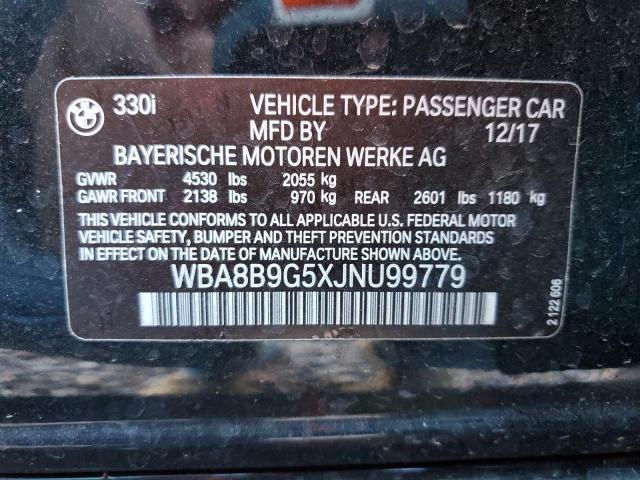 BMW 330i VEHICLE TYPE: PASSENGER CAR
MFD BY 12/17
BAYERISCHE MOTOREN WERKE AG
GVWR 4530 lbs 2055 kg
GAWR FRONT 2138 lbs 970 kg REAR 2601 lbs 1180 kg
THIS VEHICLE CONFORMS TO ALL APPLICABLE U.S. FEDERAL MOTOR
VEHICLE SAFETY, BUMPER AND THEFT PREVENTION STANDARDS
IN EFFECT ON THE DATE OF MANUFACTURE SHOWN ABOVE.
WBA8B9G5XJNU99779
2 122 606